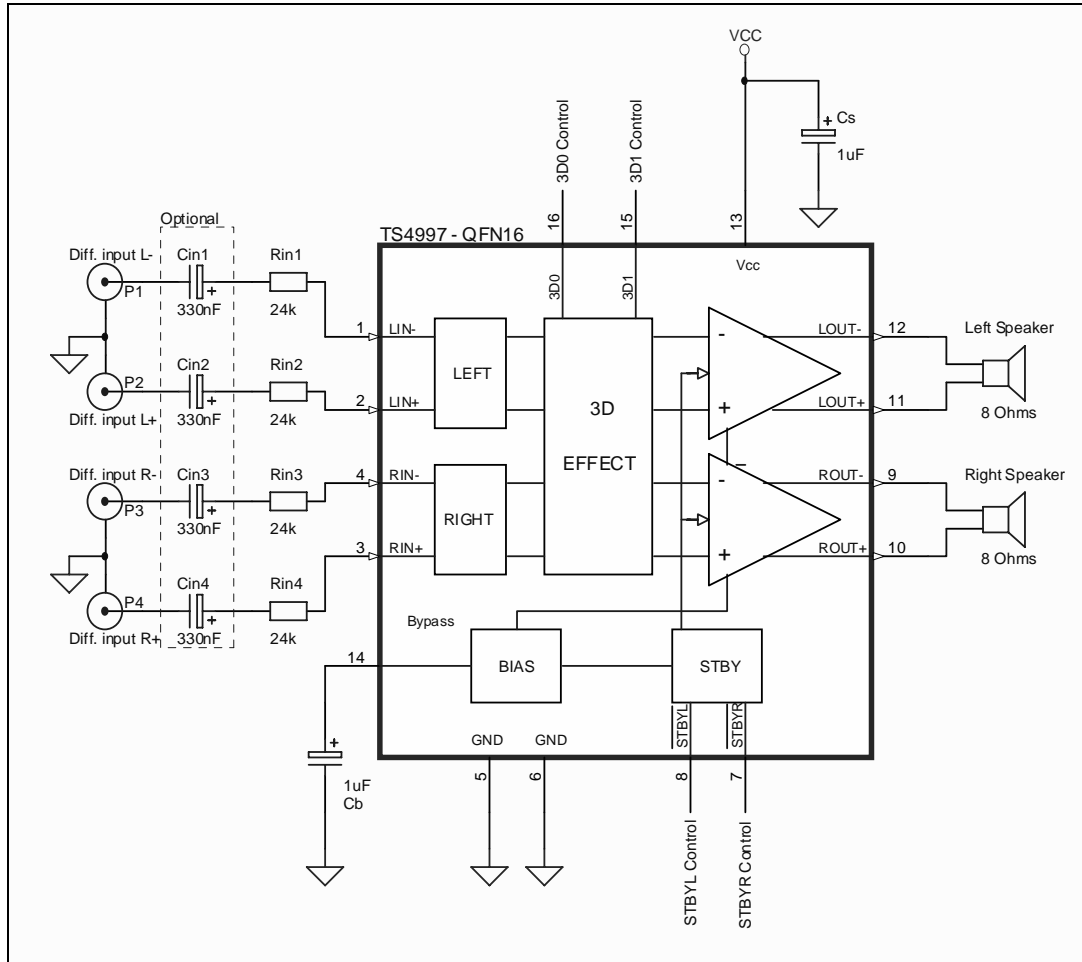 VCC
Cs
1uF
3D0 Control
3D1 Control
16
15
13
TS4997 - QFN16
Vcc
3D0
3D1
Optional
Diff. input L-
P1
Cin1
330nF
Rin1
24k
1
LIN-
P2
Diff. input L+
Cin2
330nF
Rin2
24k
2
LIN+
LEFT
Diff. input R-
P3
Cin3
330nF
Rin3
24k
4
RIN-
P4
Diff. input R+
Cin4
330nF
Rin4
24k
3
RIN+
RIGHT
3D
EFFECT
-
+
-
+
LOUT-
12
LOUT+
11
Left Speaker
8 Ohms
ROUT-
9
ROUT+
10
Right Speaker
8 Ohms
Bypass
14
BIAS
STBY
STBYL
STBYR
GND
GND
5
6
8
7
1uF
Cb
STBYL Control
STBYR Control